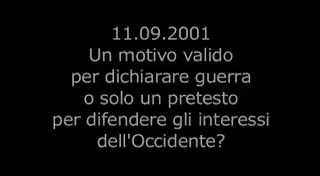 11.09.2001
Un motivo valido
per dichiarare guerra
o solo un pretesto
per difendere gli interessi
dell'Occidente?